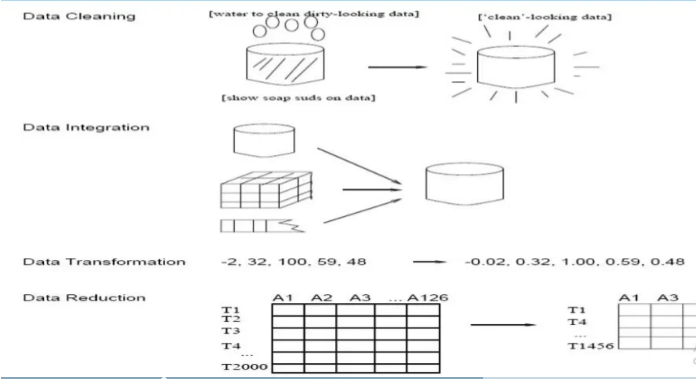 Data Cleaning
[water to clean dirty-looking data]
['clean'-looking data]
[show soap suds on data]
Data Integration
Data Transformation
-2, 32, 100, 59, 48
-0.02, 0.32, 1.00, 0.59, 0.48
Data Reduction
A1 A2 A3 ... A126
T1
T2
T3
T4
...
T2000
A1 A3
T1
T4
...
T1456